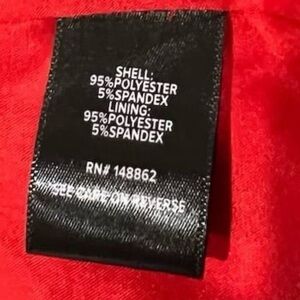 SHELL:
95%POLYESTER
5%SPANDEX
LINING:
95%POLYESTER
5%SPANDEX
RN# 148862
SEE CARE ON REVERSE